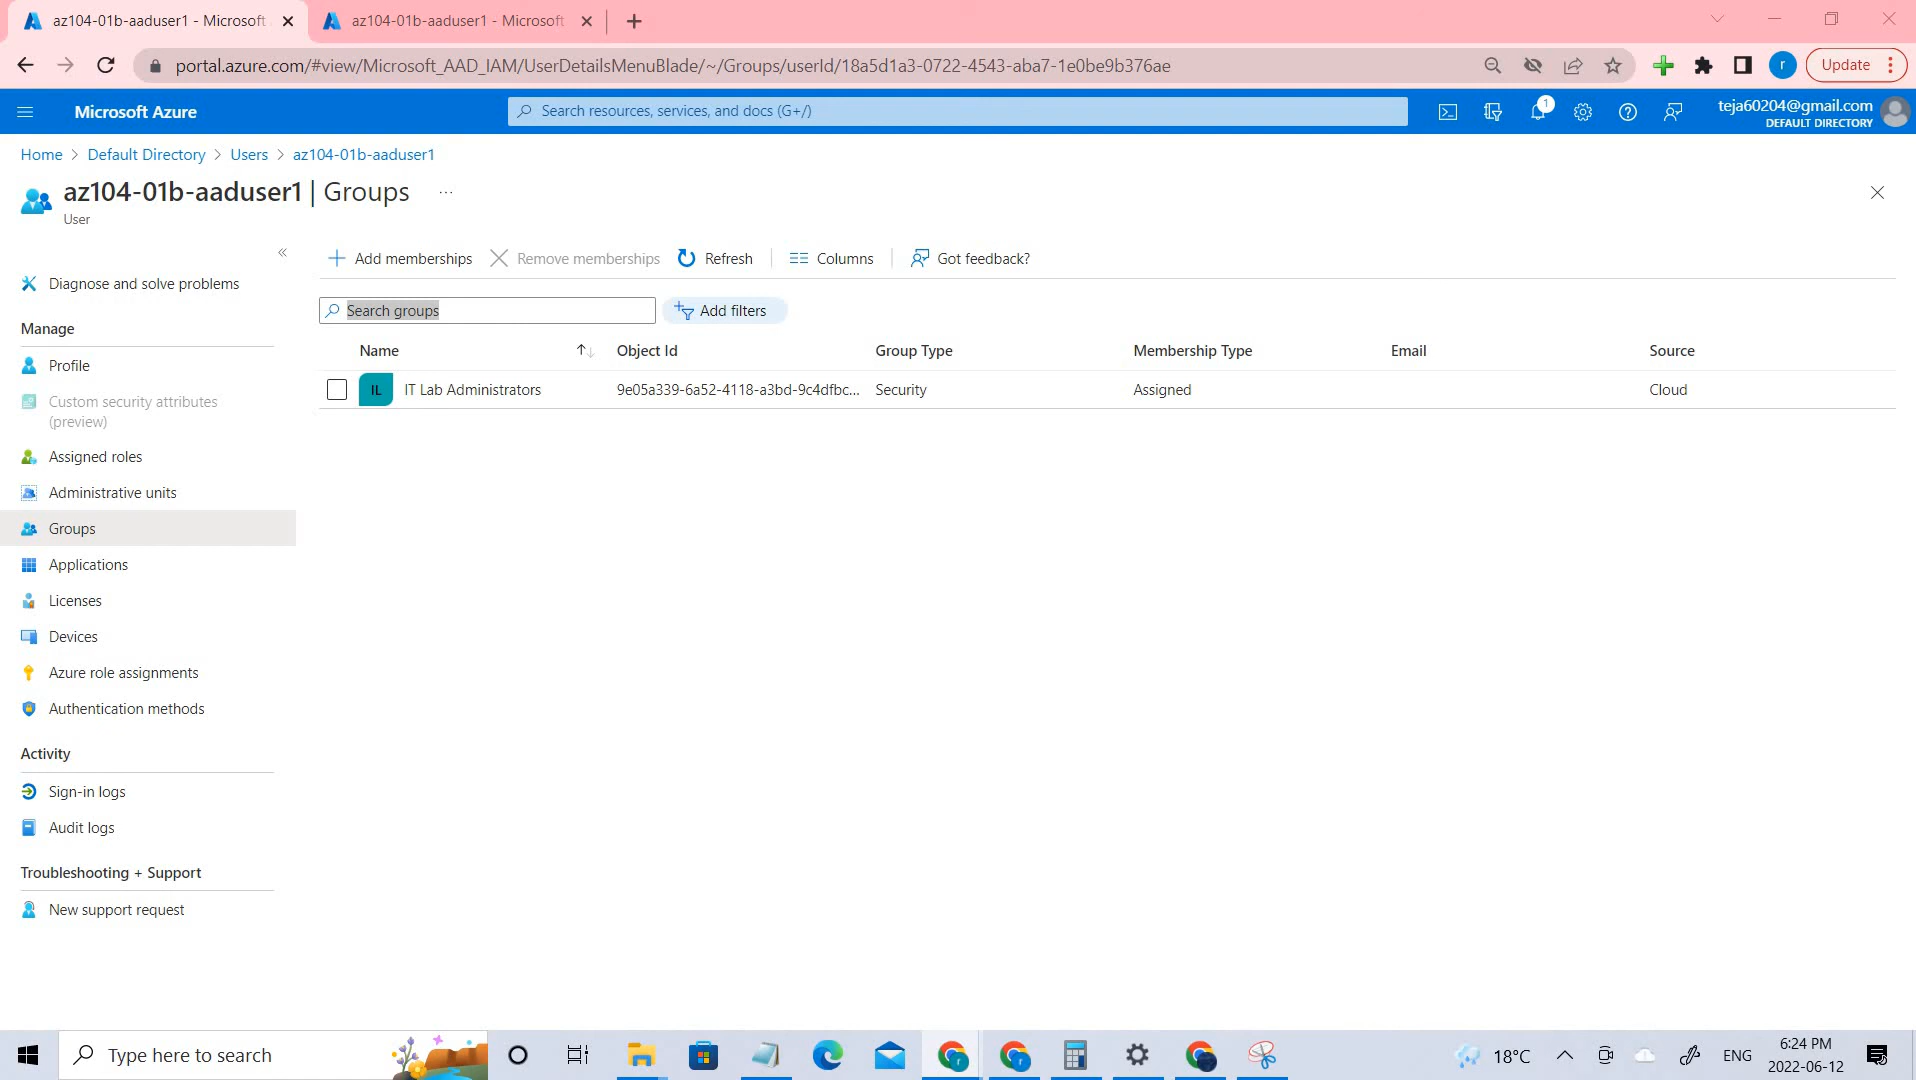 az104-01b-aaduser1 - Microsoft
az104-01b-aaduser1 - Microsoft
portal.azure.com/#view/Microsoft_AAD_IAM/UserDetailsMenuBlade/~/Groups/userId/18a5d1a3-0722-4543-aba7-1e0be9b376ae
r
Update
Microsoft Azure
Search resources, services, and docs (G+/)
1
teja60204@gmail.com
DEFAULT DIRECTORY
Home > Default Directory > Users > az104-01b-aaduser1
az104-01b-aaduser1 | Groups ...
User
Diagnose and solve problems
Manage
Profile
Custom security attributes
(preview)
Assigned roles
Administrative units
Groups
Applications
Licenses
Devices
Azure role assignments
Authentication methods
Activity
Sign-in logs
Audit logs
Troubleshooting + Support
New support request
Add memberships Remove memberships Refresh Columns Got feedback?
Search groups Add filters
Name Object Id Group Type Membership Type Email Source
IL IT Lab Administrators 9e05a339-6a52-4118-a3bd-9c4dfbc... Security Assigned Cloud
Type here to search
18°C
ENG
6:24 PM
2022-06-12